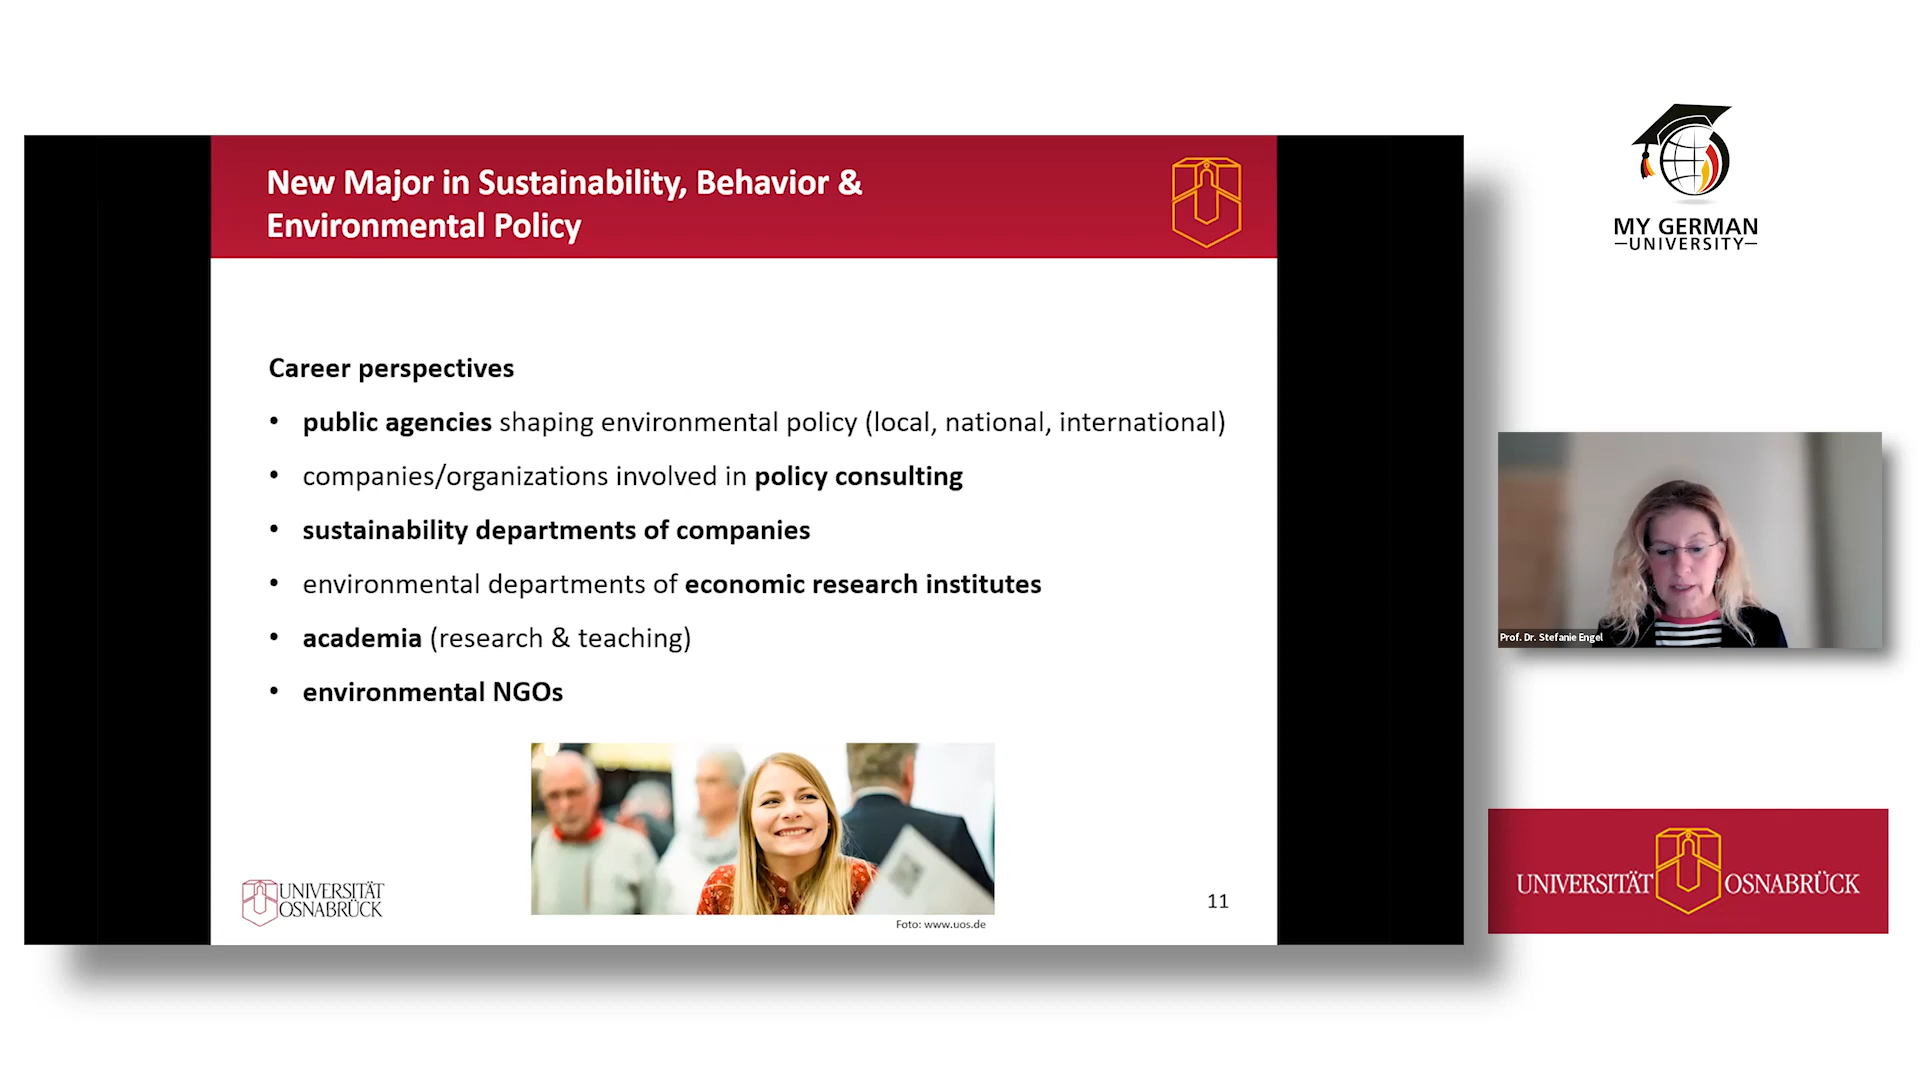 New Major in Sustainability, Behavior &
Environmental Policy
Career perspectives
• public agencies shaping environmental policy (local, national, international)
• companies/organizations involved in policy consulting
• sustainability departments of companies
• environmental departments of economic research institutes
• academia (research & teaching)
• environmental NGOs
UNIVERSITÄT
OSNABRÜCK
Foto: www.uos.de
11
MY GERMAN
UNIVERSITY
Prof. Dr. Stefanie Engel
UNIVERSITÄT OSNABRÜCK